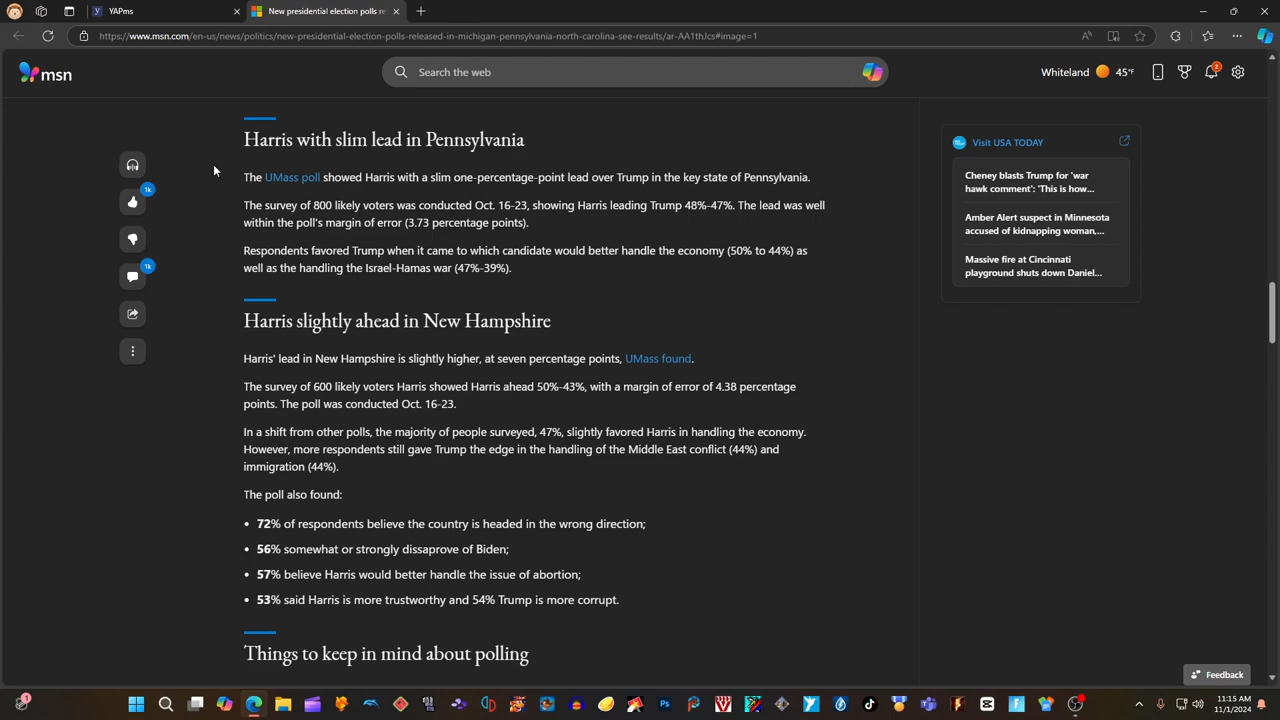 YAPms
New presidential election polls re
https://www.msn.com/en-us/news/politics/new-presidential-election-polls-released-in-michigan-pennsylvania-north-carolina-see-results/ar-AA1thJcs#image=1
msn
Search the web
Whiteland 45°F
2
Harris with slim lead in Pennsylvania
The UMass poll showed Harris with a slim one-percentage-point lead over Trump in the key state of Pennsylvania.
The survey of 800 likely voters was conducted Oct. 16-23, showing Harris leading Trump 48%-47%. The lead was well
within the poll's margin of error (3.73 percentage points).
Respondents favored Trump when it came to which candidate would better handle the economy (50% to 44%) as
well as the handling the Israel-Hamas war (47%-39%).
1k
1k
Harris slightly ahead in New Hampshire
Harris' lead in New Hampshire is slightly higher, at seven percentage points, UMass found.
The survey of 600 likely voters Harris showed Harris ahead 50%-43%, with a margin of error of 4.38 percentage
points. The poll was conducted Oct. 16-23.
In a shift from other polls, the majority of people surveyed, 47%, slightly favored Harris in handling the economy.
However, more respondents still gave Trump the edge in the handling of the Middle East conflict (44%) and
immigration (44%).
The poll also found:
• 72% of respondents believe the country is headed in the wrong direction;
• 56% somewhat or strongly dissaprove of Biden;
• 57% believe Harris would better handle the issue of abortion;
• 53% said Harris is more trustworthy and 54% Trump is more corrupt.
Things to keep in mind about polling
Visit USA TODAY
Cheney blasts Trump for 'war
hawk comment': 'This is how...
Amber Alert suspect in Minnesota
accused of kidnapping woman,...
Massive fire at Cincinnati
playground shuts down Daniel...
Feedback
1
11:15 AM
11/1/2024